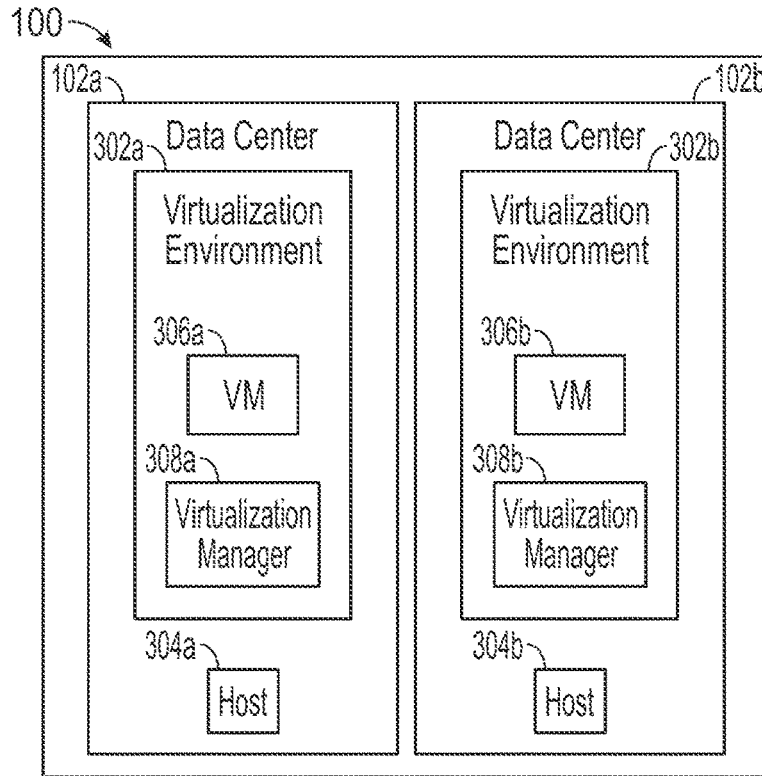 100
102a
102b
Data Center
Data Center
302a
302b
Virtualization
Environment
Virtualization
Environment
306a
306b
VM
VM
308a
308b
Virtualization
Manager
Virtualization
Manager
304a
304b
Host
Host